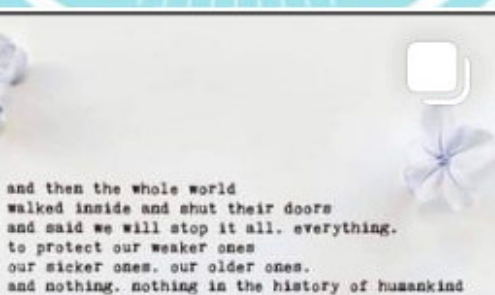 and then the whole world
walked inside and shut their doors
and said we will stop it all. everything.
to protect our weaker ones
our sicker ones. our older ones.
and nothing. nothing in the history of humankind